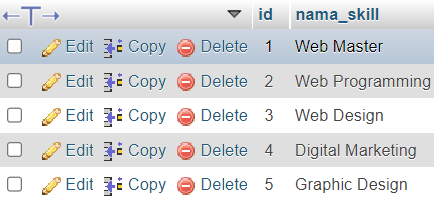 id nama_skill
Edit Copy Delete 1 Web Master
Edit Copy Delete 2 Web Programming
Edit Copy Delete 3 Web Design
Edit Copy Delete 4 Digital Marketing
Edit Copy Delete 5 Graphic Design